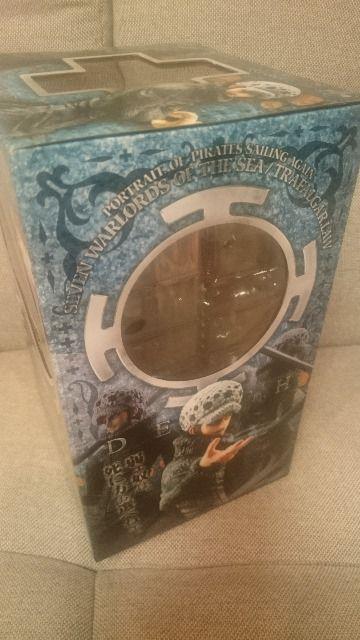 PORTRAIT OF PIRATES SAILING AGAIN
SEVEN WARLORDS OF THE SEA / TRAFALGAR LAW
D E H